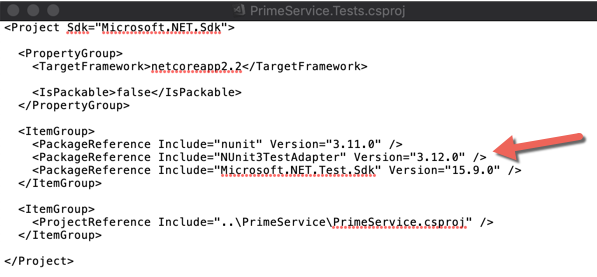 PrimeService.Tests.csproj
<Project Sdk="Microsoft.NET.Sdk">
<PropertyGroup>
<TargetFramework>netcoreapp2.2</TargetFramework>
<IsPackable>false</IsPackable>
</PropertyGroup>
<ItemGroup>
<PackageReference Include="nunit" Version="3.11.0" />
<PackageReference Include="NUnit3TestAdapter" Version="3.12.0" />
<PackageReference Include="Microsoft.NET.Test.Sdk" Version="15.9.0" />
</ItemGroup>
<ItemGroup>
<ProjectReference Include="..\PrimeService\PrimeService.csproj" />
</ItemGroup>
</Project>